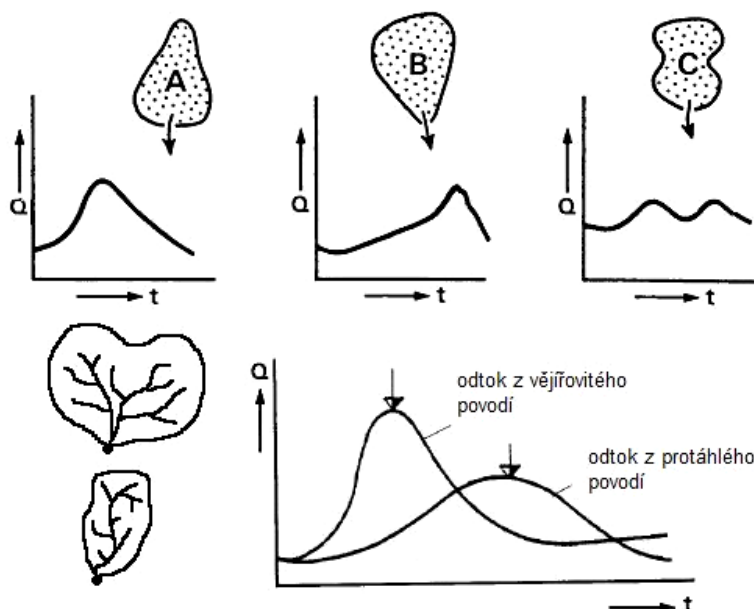 A
B
C
Q
t
Q
t
Q
t
Q
odtok z vějířovitého
povodí
odtok z protáhlého
povodí
t